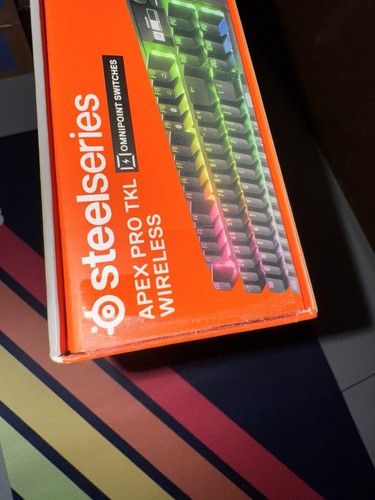 steelseries
OMNIPOINT SWITCHES
APEX PRO TKL
WIRELESS